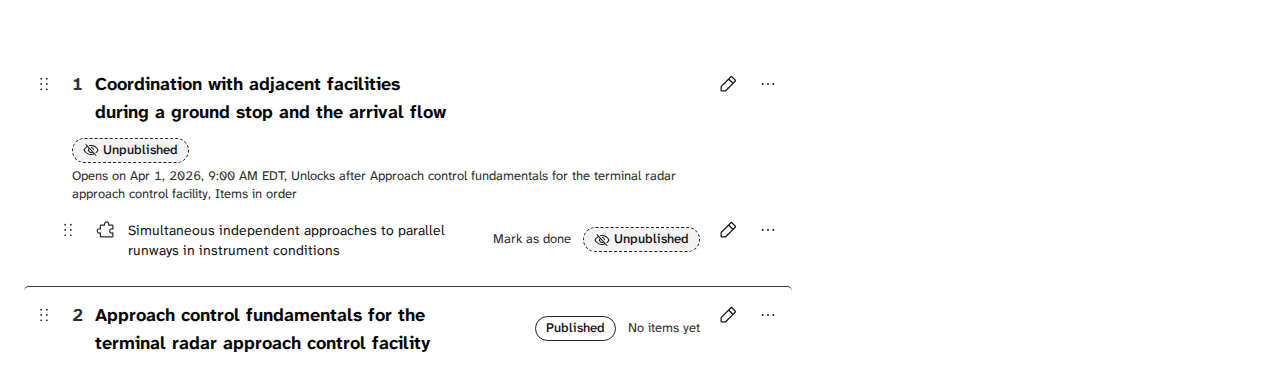 1 Coordination with adjacent facilities
during a ground stop and the arrival flow
Unpublished
Opens on Apr 1, 2026, 9:00 AM EDT, Unlocks after Approach control fundamentals for the terminal radar
approach control facility, Items in order
Simultaneous independent approaches to parallel
runways in instrument conditions
Mark as done
Unpublished
2 Approach control fundamentals for the
terminal radar approach control facility
Published
No items yet